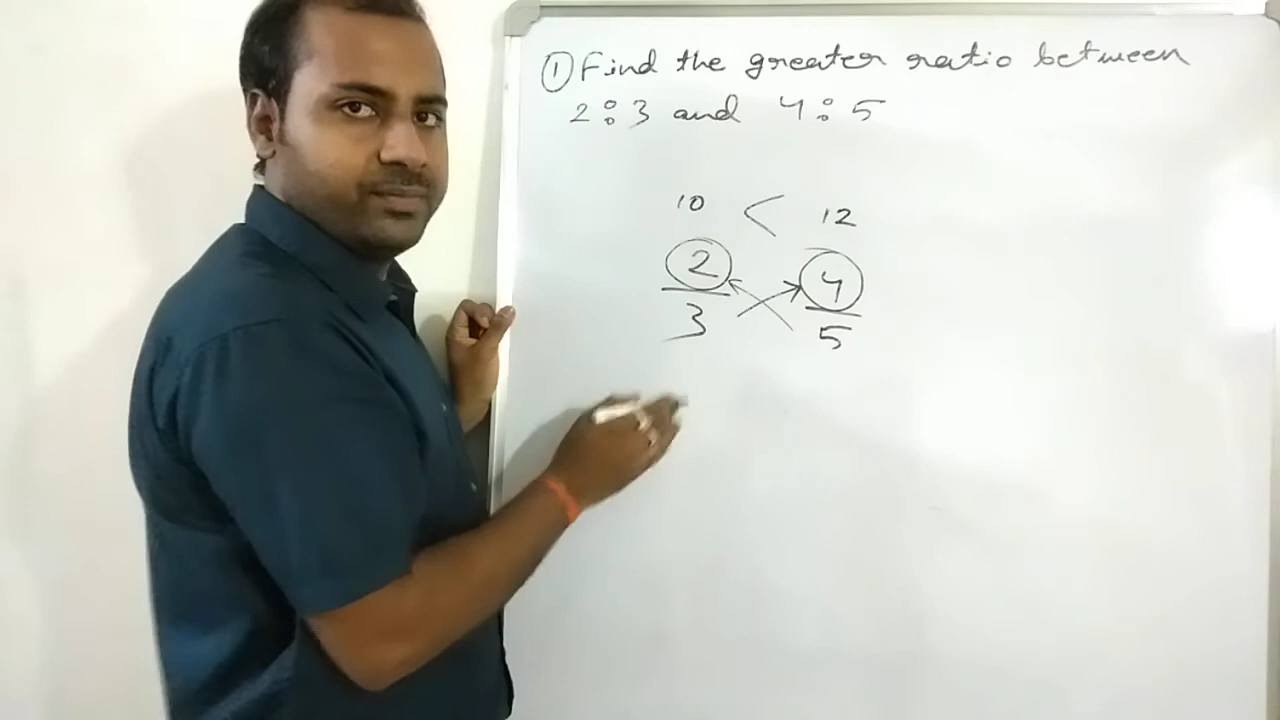 ① Find the greater ratio between
2 : 3 and 4 : 5
10 < 12
2 4
3 5